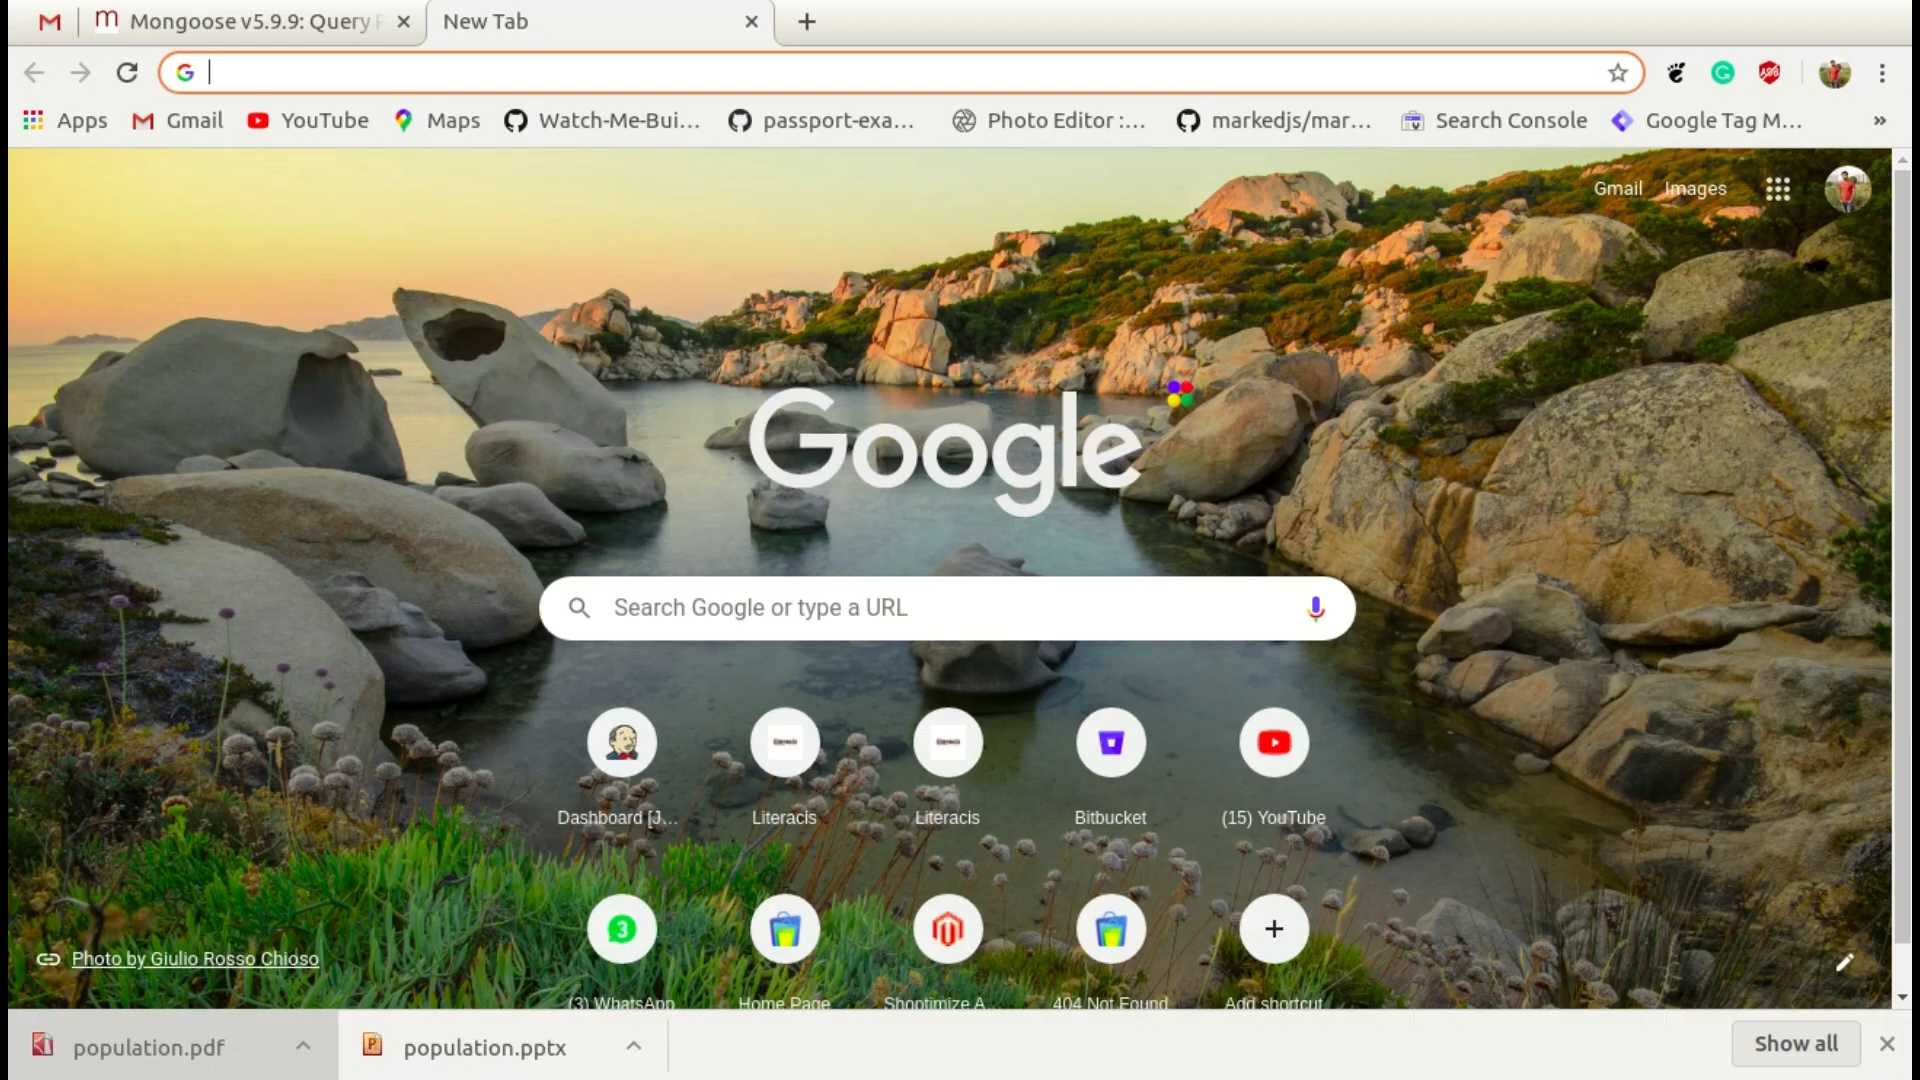 Mongoose v5.9.9: Query P
New Tab
Apps
Gmail
YouTube
Maps
Watch-Me-Bui...
passport-exa...
Photo Editor :...
markedjs/mar...
Search Console
Google Tag M...
»
Gmail
Images
Google
Search Google or type a URL
Dashboard [J...
Literacis
Literacis
Bitbucket
(15) YouTube
3
(3) WhatsApp
Home Page
Shoptimize A...
404 Not Found
Add shortcut
Photo by Giulio Rosso Chioso
population.pdf
population.pptx
Show all